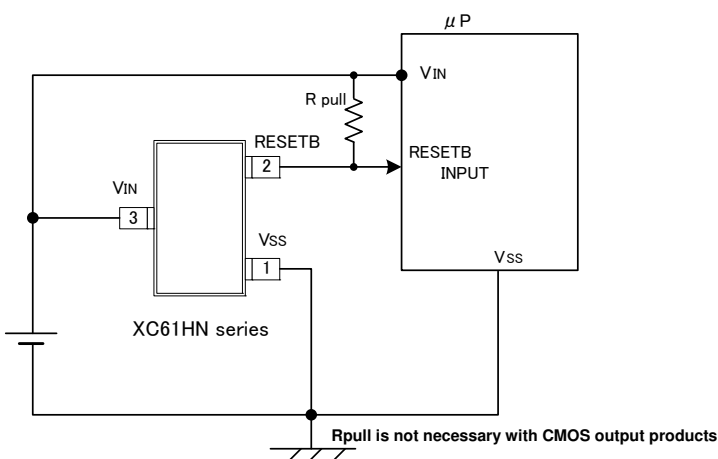 μP
VIN
R pull
RESETB
2
RESETB
INPUT
VIN
3
VSS
1
VSS
XC61HN series
Rpull is not necessary with CMOS output products